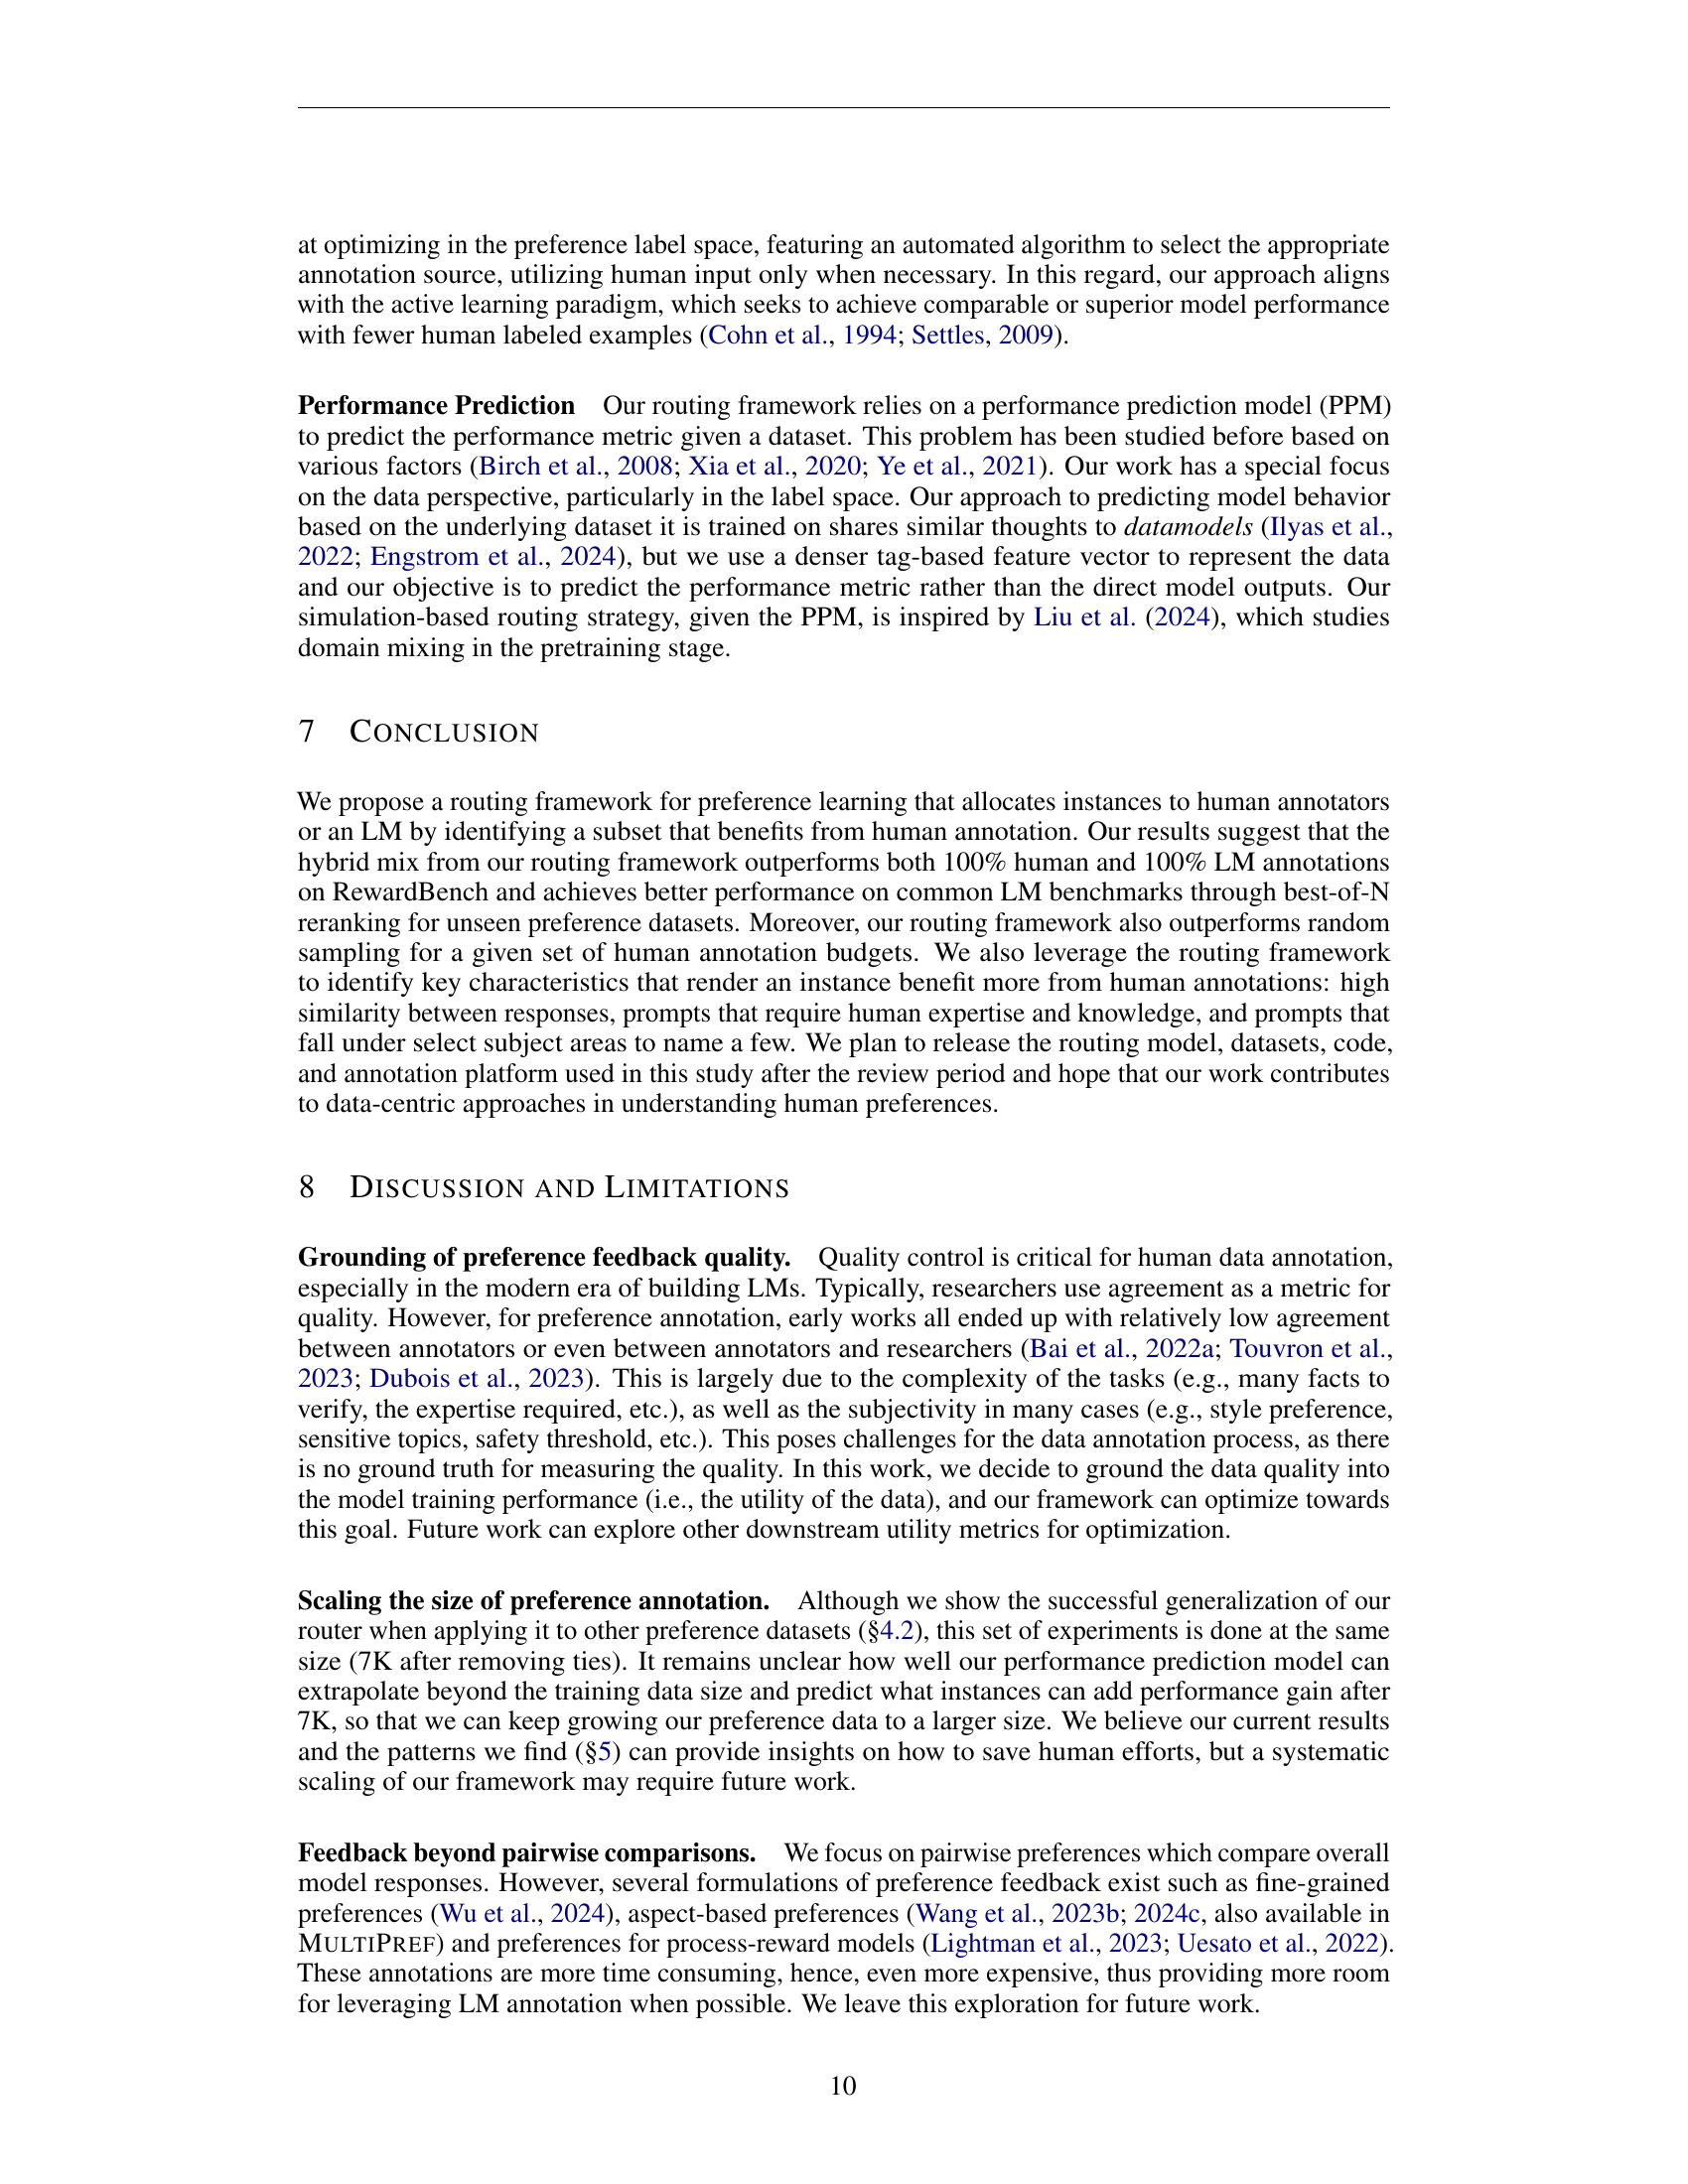 at optimizing in the preference label space, featuring an automated algorithm to select the appropriate
annotation source, utilizing human input only when necessary. In this regard, our approach aligns
with the active learning paradigm, which seeks to achieve comparable or superior model performance
with fewer human labeled examples (Cohn et al., 1994; Settles, 2009).
Performance Prediction Our routing framework relies on a performance prediction model (PPM)
to predict the performance metric given a dataset. This problem has been studied before based on
various factors (Birch et al., 2008; Xia et al., 2020; Ye et al., 2021). Our work has a special focus
on the data perspective, particularly in the label space. Our approach to predicting model behavior
based on the underlying dataset it is trained on shares similar thoughts to datamodels (Ilyas et al.,
2022; Engstrom et al., 2024), but we use a denser tag-based feature vector to represent the data
and our objective is to predict the performance metric rather than the direct model outputs. Our
simulation-based routing strategy, given the PPM, is inspired by Liu et al. (2024), which studies
domain mixing in the pretraining stage.
7 CONCLUSION
We propose a routing framework for preference learning that allocates instances to human annotators
or an LM by identifying a subset that benefits from human annotation. Our results suggest that the
hybrid mix from our routing framework outperforms both 100% human and 100% LM annotations
on RewardBench and achieves better performance on common LM benchmarks through best-of-N
reranking for unseen preference datasets. Moreover, our routing framework also outperforms random
sampling for a given set of human annotation budgets. We also leverage the routing framework
to identify key characteristics that render an instance benefit more from human annotations: high
similarity between responses, prompts that require human expertise and knowledge, and prompts that
fall under select subject areas to name a few. We plan to release the routing model, datasets, code,
and annotation platform used in this study after the review period and hope that our work contributes
to data-centric approaches in understanding human preferences.
8 DISCUSSION AND LIMITATIONS
Grounding of preference feedback quality. Quality control is critical for human data annotation,
especially in the modern era of building LMs. Typically, researchers use agreement as a metric for
quality. However, for preference annotation, early works all ended up with relatively low agreement
between annotators or even between annotators and researchers (Bai et al., 2022a; Touvron et al.,
2023; Dubois et al., 2023). This is largely due to the complexity of the tasks (e.g., many facts to
verify, the expertise required, etc.), as well as the subjectivity in many cases (e.g., style preference,
sensitive topics, safety threshold, etc.). This poses challenges for the data annotation process, as there
is no ground truth for measuring the quality. In this work, we decide to ground the data quality into
the model training performance (i.e., the utility of the data), and our framework can optimize towards
this goal. Future work can explore other downstream utility metrics for optimization.
Scaling the size of preference annotation. Although we show the successful generalization of our
router when applying it to other preference datasets (§4.2), this set of experiments is done at the same
size (7K after removing ties). It remains unclear how well our performance prediction model can
extrapolate beyond the training data size and predict what instances can add performance gain after
7K, so that we can keep growing our preference data to a larger size. We believe our current results
and the patterns we find (§5) can provide insights on how to save human efforts, but a systematic
scaling of our framework may require future work.
Feedback beyond pairwise comparisons. We focus on pairwise preferences which compare overall
model responses. However, several formulations of preference feedback exist such as fine-grained
preferences (Wu et al., 2024), aspect-based preferences (Wang et al., 2023b; 2024c, also available in
MULTIPREF) and preferences for process-reward models (Lightman et al., 2023; Uesato et al., 2022).
These annotations are more time consuming, hence, even more expensive, thus providing more room
for leveraging LM annotation when possible. We leave this exploration for future work.
10